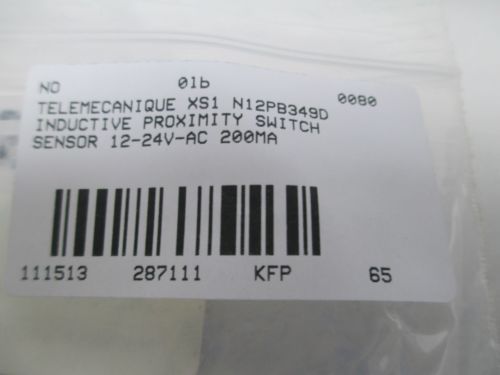 NO 01b 0080
TELEMECANIQUE XS1 N12PB349D
INDUCTIVE PROXIMITY SWITCH
SENSOR 12-24V-AC 200MA
111513 287111 KFP 65